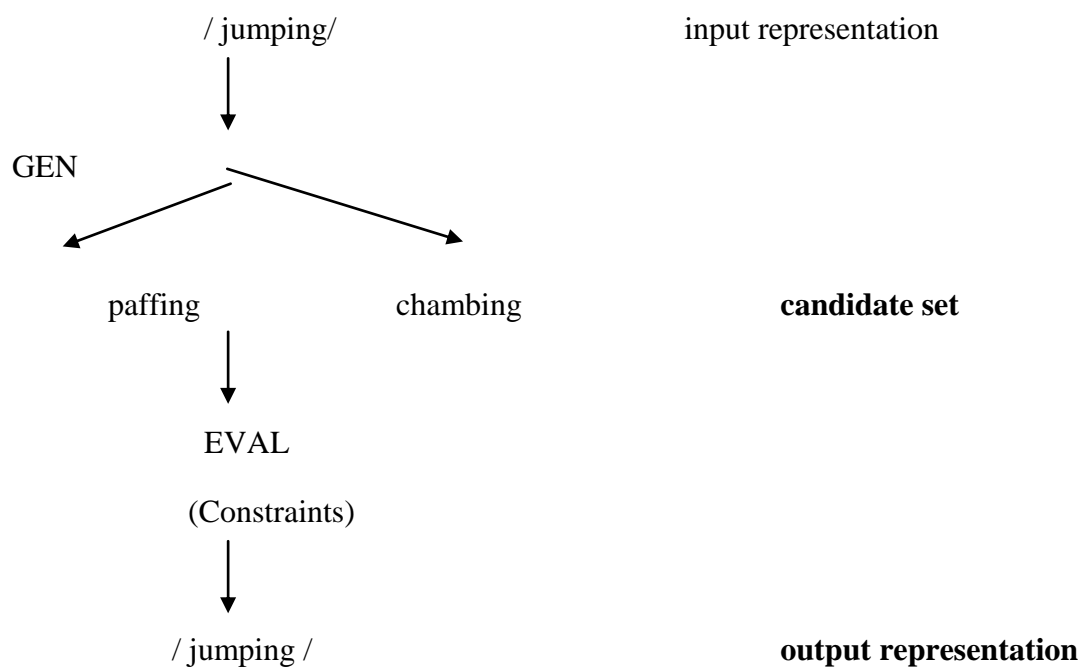 / jumping/ input representation
GEN
paffing chambing candidate set
EVAL
(Constraints)
/ jumping / output representation